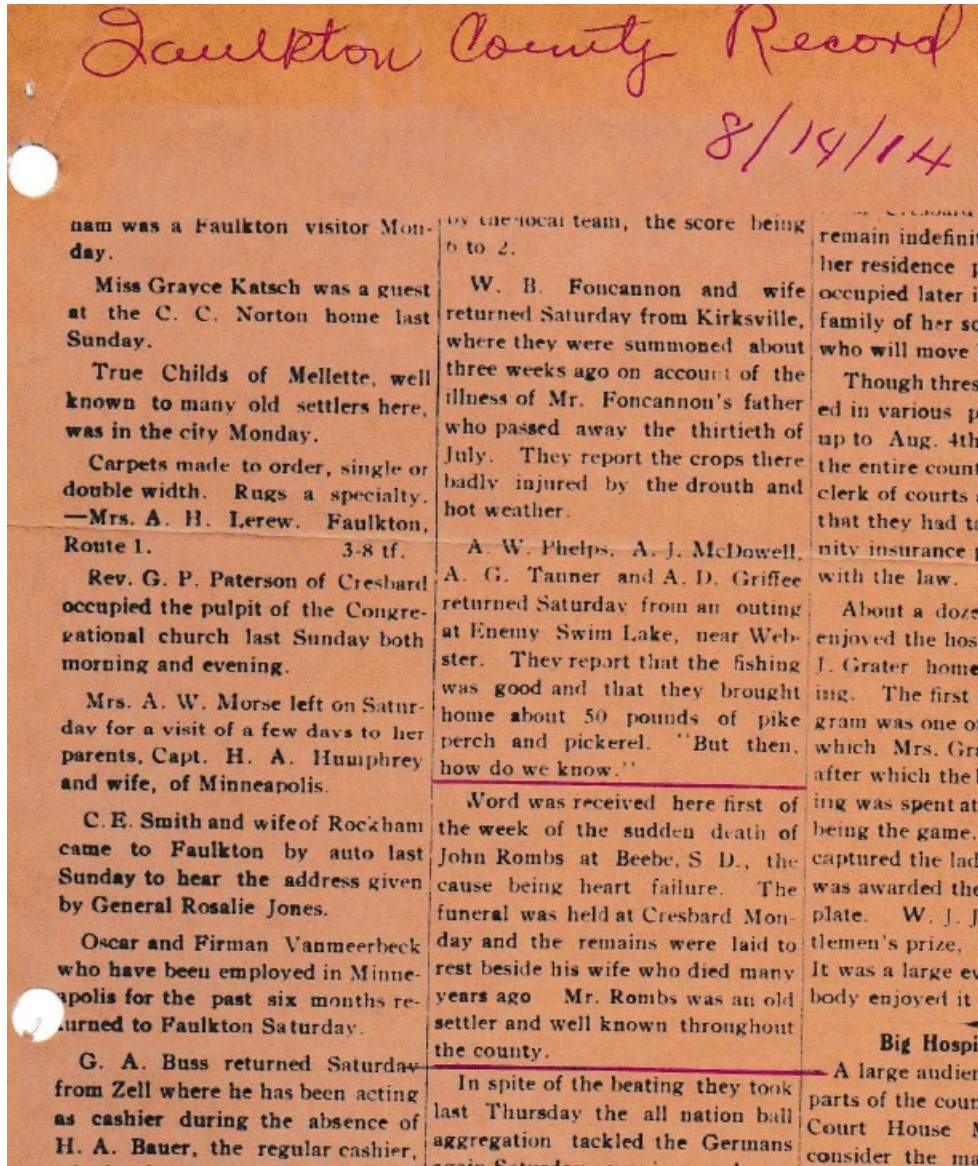 Faulkton County Record
8/14/14
nam was a Faulkton visitor Mon-
day.
Miss Grayce Katsch was a guest
at the C. C. Norton home last
Sunday.
True Childs of Mellette, well
known to many old settlers here,
was in the city Monday.
Carpets made to order, single or
double width. Rugs a specialty.
—Mrs. A. H. Lerew. Faulkton,
Route 1. 3-8 tf.
Rev. G. P. Paterson of Cresbard
occupied the pulpit of the Congre-
gational church last Sunday both
morning and evening.
Mrs. A. W. Morse left on Satur-
day for a visit of a few days to her
parents, Capt. H. A. Humphrey
and wife, of Minneapolis.
C. E. Smith and wife of Rockham
came to Faulkton by auto last
Sunday to hear the address given
by General Rosalie Jones.
Oscar and Firman Vanmeerbeck
who have been employed in Minne-
apolis for the past six months re-
turned to Faulkton Saturday.
G. A. Buss returned Saturday
from Zell where he has been acting
as cashier during the absence of
H. A. Bauer, the regular cashier,
by the local team, the score being
6 to 2.
W. B. Foncannon and wife
returned Saturday from Kirksville,
where they were summoned about
three weeks ago on account of the
illness of Mr. Foncannon's father
who passed away the thirtieth of
July. They report the crops there
badly injured by the drouth and
hot weather.
A. W. Phelps, A. J. McDowell,
A. G. Tanner and A. D. Griffee
returned Saturday from an outing
at Enemy Swim Lake, near Web-
ster. They report that the fishing
was good and that they brought
home about 50 pounds of pike
perch and pickerel. "But then,
how do we know."
Word was received here first of
the week of the sudden death of
John Rombs at Beebe, S. D., the
cause being heart failure. The
funeral was held at Cresbard Mon-
day and the remains were laid to
rest beside his wife who died many
years ago Mr. Rombs was an old
settler and well known throughout
the county.
In spite of the beating they took
last Thursday the all nation ball
aggregation tackled the Germans
remain indefinit
her residence
occupied later i
family of her so
who will move
Though thres
ed in various p
up to Aug. 4th
the entire count
clerk of courts
that they had ta
nity insurance p
with the law.
About a doze
enjoyed the hos
J. Grater home
ing. The first
gram was one of
which Mrs. Gra
after which the
ing was spent at
being the game.
captured the lad
was awarded the
plate. W. J. J
tlemen's prize,
It was a large ev
body enjoyed it
Big Hospi
A large audien
parts of the coun
Court House M
consider the ma